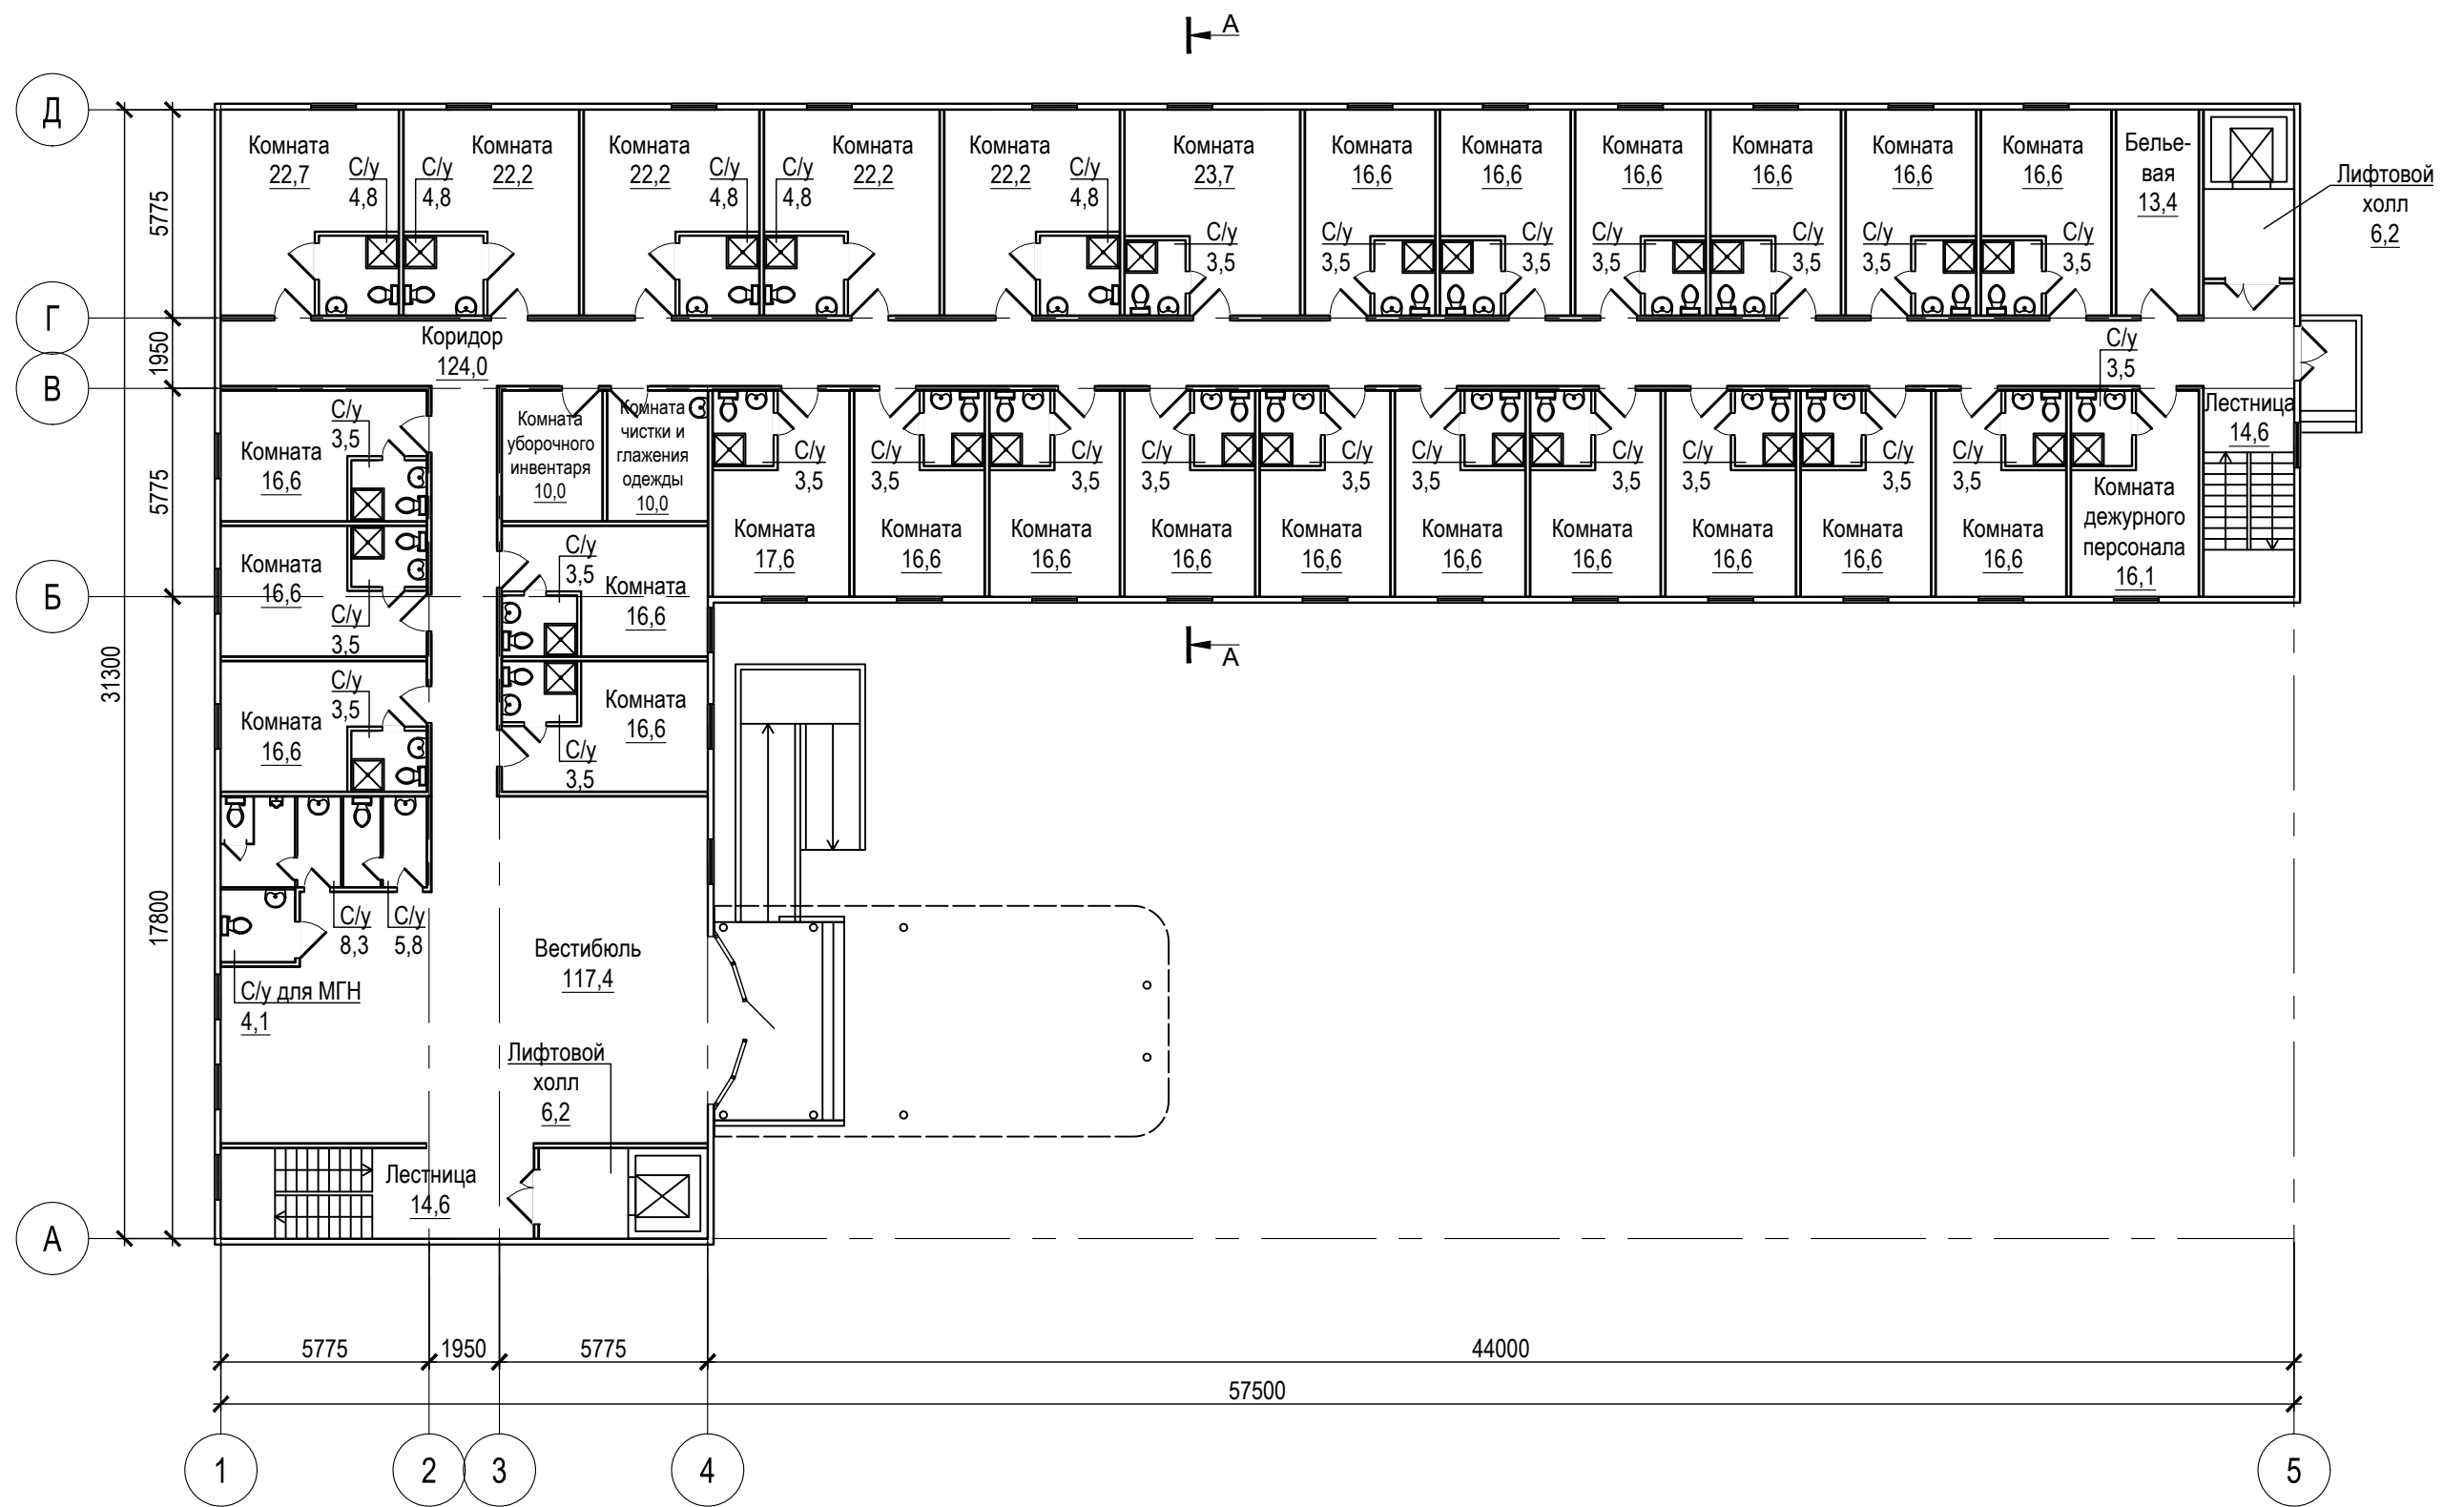 А
Д
Комната
22,7
С/у
4,8
С/у
4,8
Комната
22,2
Комната
22,2
С/у
4,8
С/у
4,8
Комната
22,2
Комната
22,2
С/у
4,8
Комната
23,7
С/у
3,5
Комната
16,6
С/у
3,5
Комната
16,6
С/у
3,5
Комната
16,6
С/у
3,5
Комната
16,6
С/у
3,5
Комната
16,6
С/у
3,5
Комната
16,6
С/у
3,5
Белье-
вая
13,4
Лифтовой
холл
6,2
5775
Г
1950
Коридор
124,0
С/у
3,5
В
5775
31300
С/у
3,5
Комната
16,6
Комната
уборочного
инвентаря
10,0
Комната
чистки и
глажения
одежды
10,0
С/у
3,5
Комната
17,6
С/у
3,5
Комната
16,6
С/у
3,5
Комната
16,6
С/у
3,5
Комната
16,6
С/у
3,5
Комната
16,6
С/у
3,5
Комната
16,6
С/у
3,5
Комната
16,6
С/у
3,5
Комната
16,6
С/у
3,5
Комната
16,6
С/у
3,5
Комната
16,6
Комната
дежурного
персонала
16,1
Лестница
14,6
Б
Комната
16,6
С/у
3,5
С/у
3,5
Комната
16,6
А
С/у
3,5
Комната
16,6
Комната
16,6
С/у
3,5
17800
С/у
8,3
С/у
5,8
С/у для МГН
4,1
Вестибюль
117,4
Лифтовой
холл
6,2
Лестница
14,6
А
5775
1950
5775
44000
57500
1
2
3
4
5